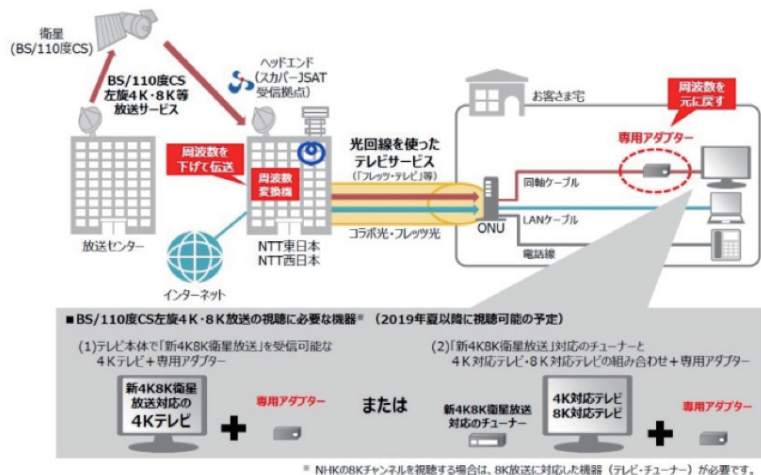 衛星
(BS/110度CS)
BS/110度CS
左旋4K・8K等
放送サービス
ヘッドエンド
(スカパーJSAT
受信拠点)
周波数を
下げて伝送
周波数
変換機
放送センター
NTT東日本
NTT西日本
インターネット
光回線を使った
テレビサービス
(「フレッツ・テレビ」等)
コラボ光・フレッツ光
お客さま宅
周波数を
元に戻す
専用アダプター
同軸ケーブル
ONU
LANケーブル
電話線
■BS/110度CS左旋4K・8K放送の視聴に必要な機器※ (2019年夏以降に視聴可能の予定)
(1)テレビ本体で「新4K8K衛星放送」を受信可能な
4Kテレビ+専用アダプター
新4K8K衛星
放送対応の
4Kテレビ
+
専用アダプター
または
(2)「新4K8K衛星放送」対応のチューナーと
4K対応テレビ・8K対応テレビの組み合わせ+専用アダプター
新4K8K衛星放送
対応のチューナー
4K対応テレビ
8K対応テレビ
+
専用アダプター
※ NHKの8Kチャンネルを視聴する場合は、8K放送に対応した機器(テレビ・チューナー)が必要です。